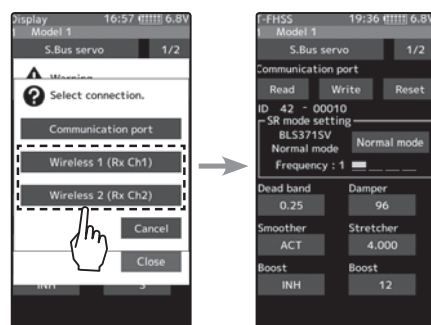 Display 16:57 6.8V
1 Model 1
S.Bus servo 1/2
Warning
Select connection.
Communication port
Wireless 1 (Rx Ch1)
Wireless 2 (Rx Ch2)
Cancel
Close
INH 3
T-FHSS 19:36 6.8V
1 Model 1
S.Bus servo 1/2
Communication port
Read Write Reset
ID 42 - 00010
SR mode setting
BLS371SV
Normal mode
Normal mode
Frequency : 1
Dead band Damper
0.25 96
Smoother Stretcher
ACT 4.000
Boost Boost
INH 12